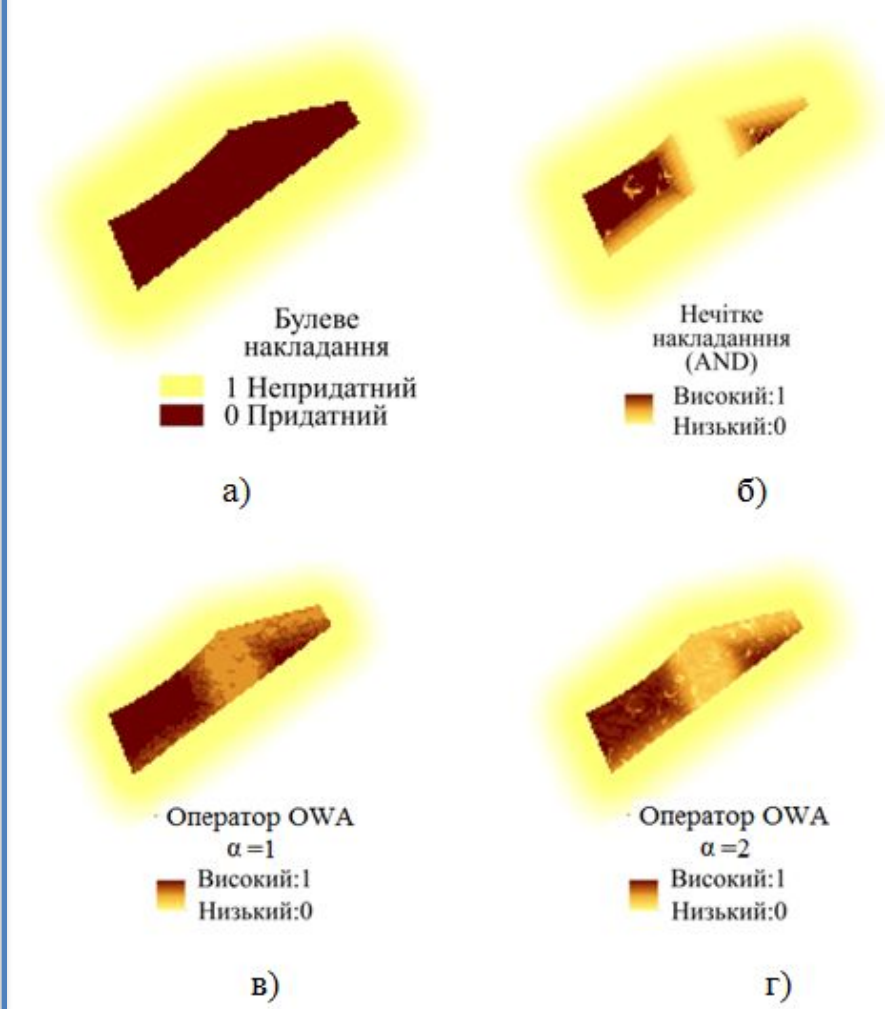 Булеве
накладання
1 Непридатний
0 Придатний
а)
Нечітке
накладанння
(AND)
Високий:1
Низький:0
б)
Оператор OWA
α =1
Високий:1
Низький:0
в)
Оператор OWA
α =2
Високий:1
Низький:0
г)